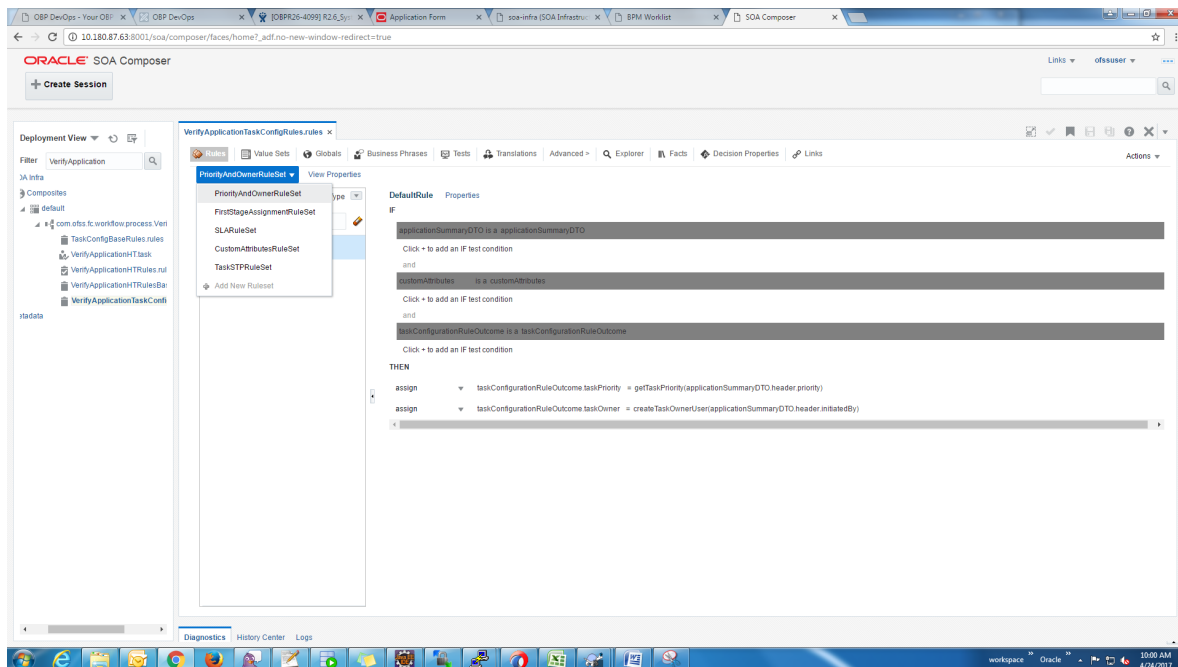 OBP DevOps - Your OBP
OBP DevOps
[OBPR26-4099] R2.6_Sy
Application Form
soa-infra (SOA Infrastruc
BPM Worklist
SOA Composer
10.180.87.63:8001/soa/composer/faces/home?_adf.no-new-window-redirect=true
ORACLE SOA Composer
Links
ofssuser
Create Session
Deployment View
VerifyApplicationTaskConfigRules.rules
Filter VerifyApplication
Rules Value Sets Globals Business Phrases Tests Translations Advanced > Explorer Facts Decision Properties Links
Actions
PriorityAndOwnerRuleSet View Properties
PriorityAndOwnerRuleSet
FirstStageAssignmentRuleSet
SLARuleSet
CustomAttributesRuleSet
TaskSTPRuleSet
Add New Ruleset
ype
Infra
Composites
default
com.ofss.fc.workflow.process.Veri
TaskConfigBaseRules.rules
VerifyApplicationHT.task
VerifyApplicationHTRules.rul
VerifyApplicationHTRulesBa
VerifyApplicationTaskConfi
etadata
DefaultRule Properties
IF
applicationSummaryDTO is a applicationSummaryDTO
Click + to add an IF test condition
and
customAttributes is a customAttributes
Click + to add an IF test condition
and
taskConfigurationRuleOutcome is a taskConfigurationRuleOutcome
Click + to add an IF test condition
THEN
assign taskConfigurationRuleOutcome.taskPriority = getTaskPriority(applicationSummaryDTO.header.priority)
assign taskConfigurationRuleOutcome.taskOwner = createTaskOwnerUser(applicationSummaryDTO.header.initiatedBy)
Diagnostics History Center Logs
workspace
Oracle
10:00 AM
4/24/2017